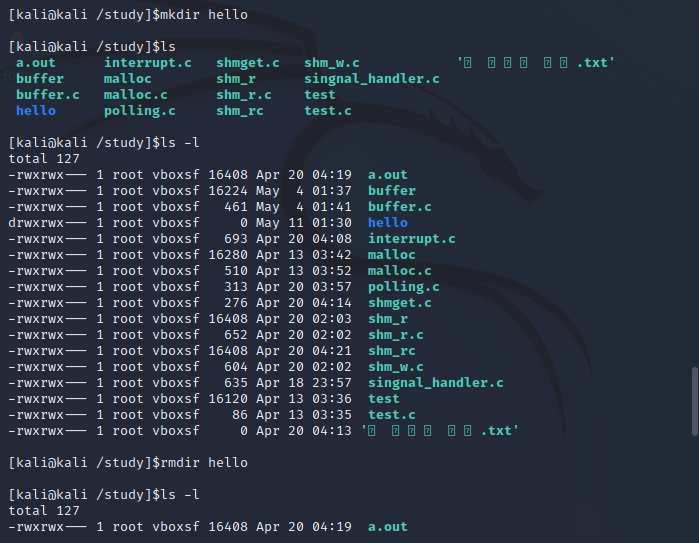 [kali@kali /study]$mkdir hello
[kali@kali /study]$ls
a.out interrupt.c shmget.c shm_w.c '　　　　.txt'
buffer malloc shm_r singnal_handler.c
buffer.c malloc.c shm_r.c test
hello polling.c shm_rc test.c
[kali@kali /study]$ls -l
total 127
-rwxrwx--- 1 root vboxsf 16408 Apr 20 04:19 a.out
-rwxrwx--- 1 root vboxsf 16224 May 4 01:37 buffer
-rwxrwx--- 1 root vboxsf 461 May 4 01:41 buffer.c
drwxrwx--- 1 root vboxsf 0 May 11 01:30 hello
-rwxrwx--- 1 root vboxsf 693 Apr 20 04:08 interrupt.c
-rwxrwx--- 1 root vboxsf 16280 Apr 13 03:42 malloc
-rwxrwx--- 1 root vboxsf 510 Apr 13 03:52 malloc.c
-rwxrwx--- 1 root vboxsf 313 Apr 20 03:57 polling.c
-rwxrwx--- 1 root vboxsf 276 Apr 20 04:14 shmget.c
-rwxrwx--- 1 root vboxsf 16408 Apr 20 02:03 shm_r
-rwxrwx--- 1 root vboxsf 652 Apr 20 02:02 shm_r.c
-rwxrwx--- 1 root vboxsf 16408 Apr 20 04:21 shm_rc
-rwxrwx--- 1 root vboxsf 604 Apr 20 02:02 shm_w.c
-rwxrwx--- 1 root vboxsf 635 Apr 18 23:57 singnal_handler.c
-rwxrwx--- 1 root vboxsf 16120 Apr 13 03:36 test
-rwxrwx--- 1 root vboxsf 86 Apr 13 03:35 test.c
-rwxrwx--- 1 root vboxsf 0 Apr 20 04:13 '　　　　.txt'
[kali@kali /study]$rmdir hello
[kali@kali /study]$ls -l
total 127
-rwxrwx--- 1 root vboxsf 16408 Apr 20 04:19 a.out